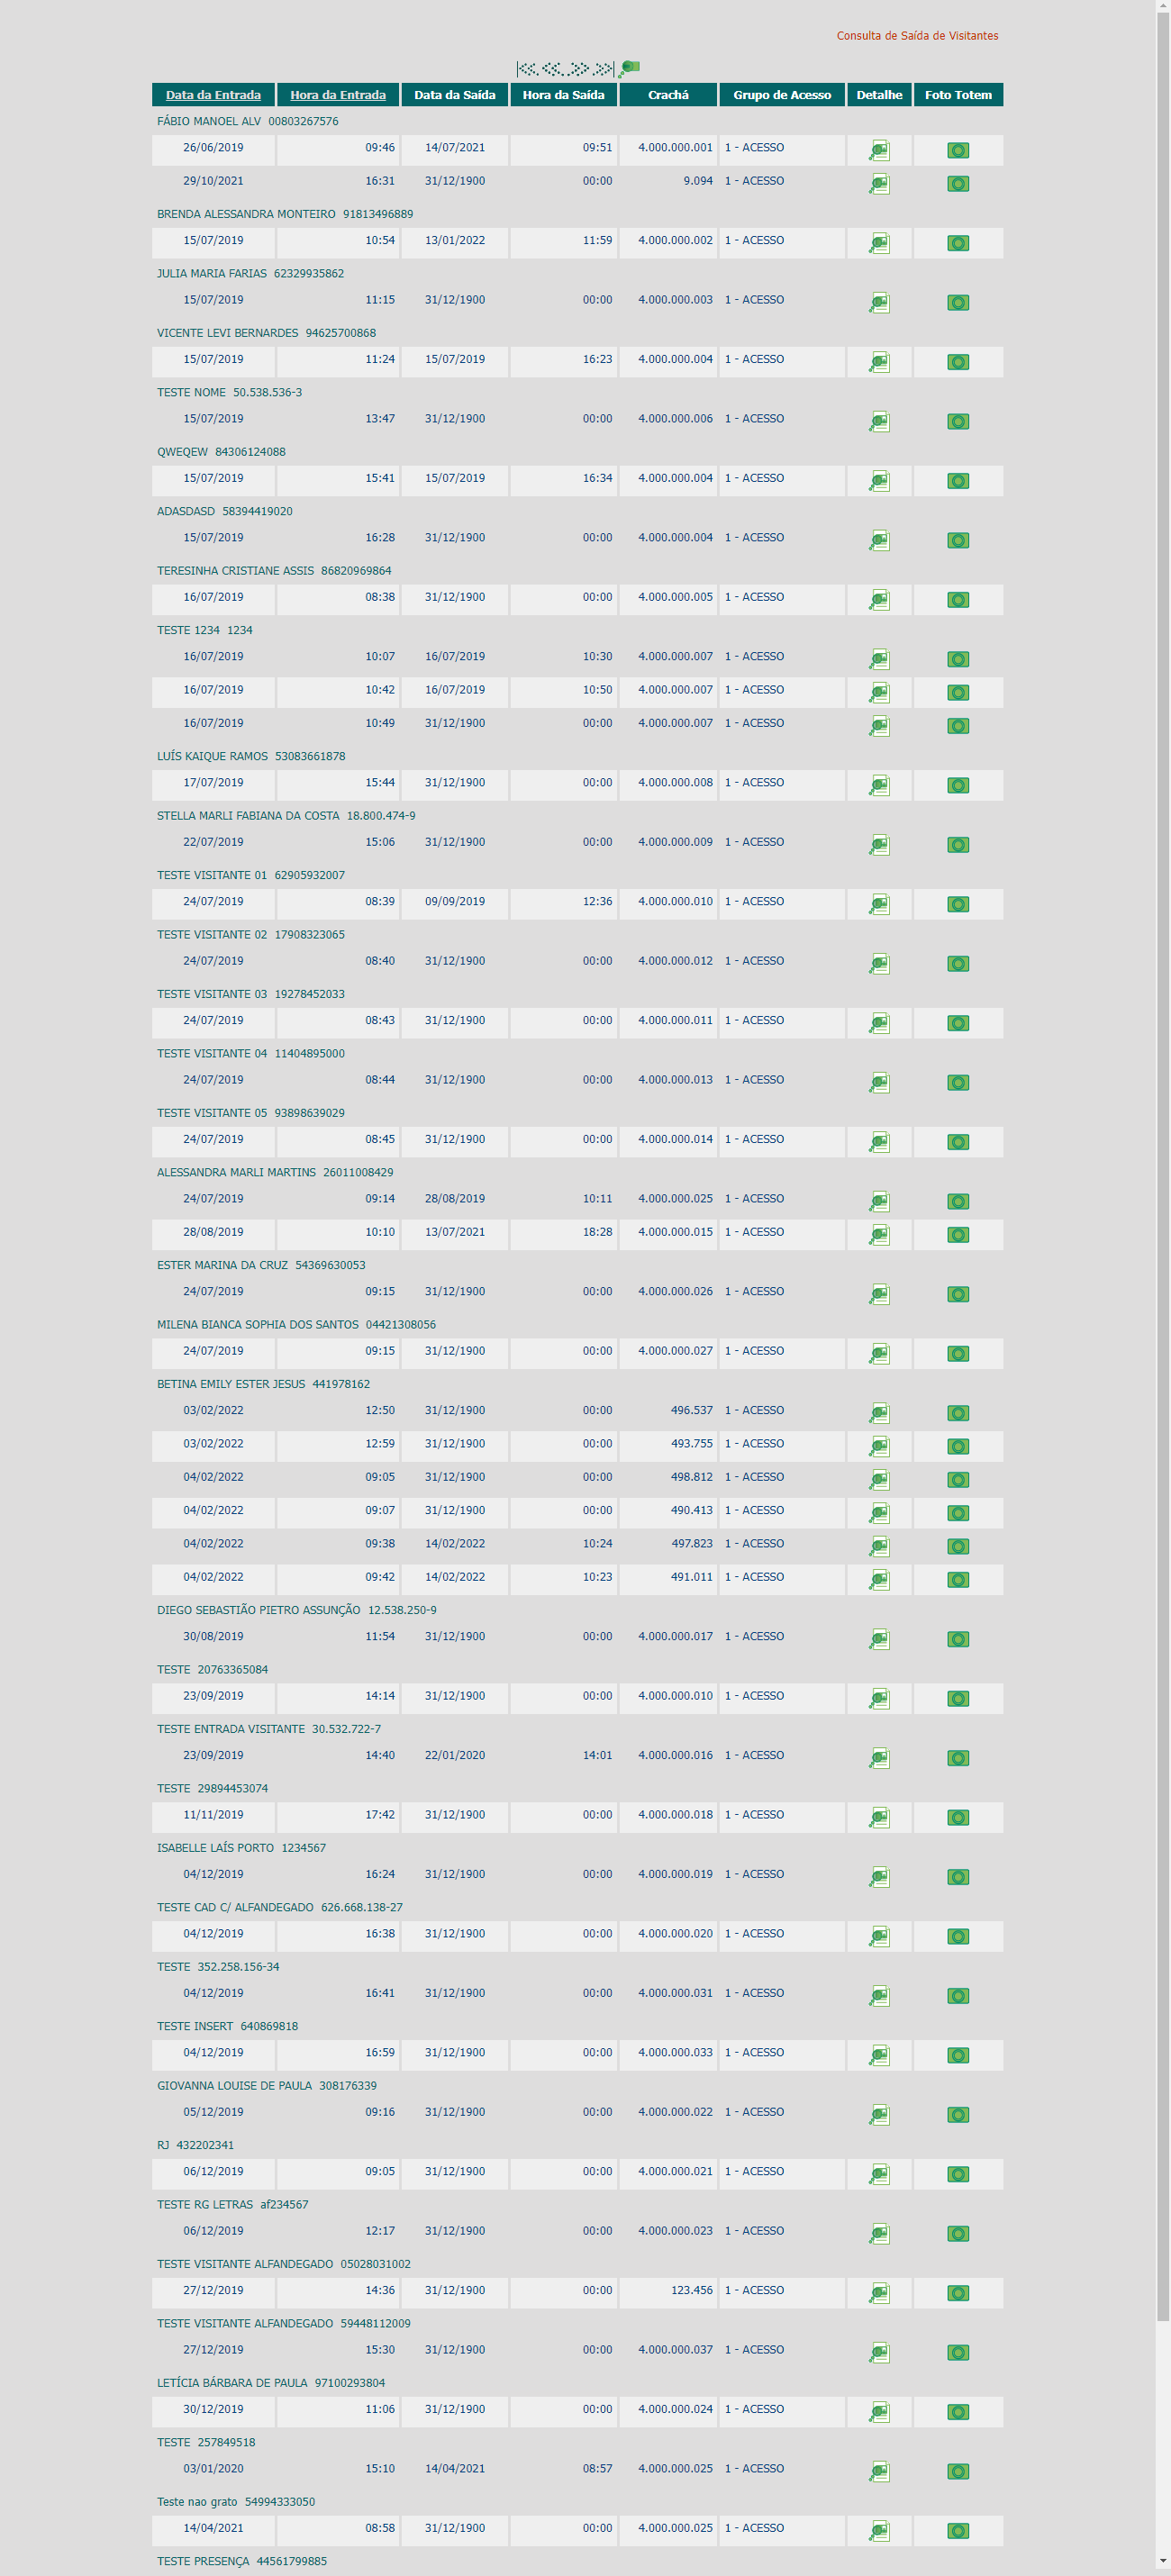 Consulta de Saída de Visitantes
Data da Entrada Hora da Entrada Data da Saída Hora da Saída Crachá Grupo de Acesso Detalhe Foto Totem
FÁBIO MANOEL ALV 00803267576
26/06/2019 09:46 14/07/2021 09:51 4.000.000.001 1 - ACESSO
29/10/2021 16:31 31/12/1900 00:00 9.094 1 - ACESSO
BRENDA ALESSANDRA MONTEIRO 91813496889
15/07/2019 10:54 13/01/2022 11:59 4.000.000.002 1 - ACESSO
JULIA MARIA FARIAS 62329935862
15/07/2019 11:15 31/12/1900 00:00 4.000.000.003 1 - ACESSO
VICENTE LEVI BERNARDES 94625700868
15/07/2019 11:24 15/07/2019 16:23 4.000.000.004 1 - ACESSO
TESTE NOME 50.538.536-3
15/07/2019 13:47 31/12/1900 00:00 4.000.000.006 1 - ACESSO
QWEQEW 84306124088
15/07/2019 15:41 15/07/2019 16:34 4.000.000.004 1 - ACESSO
ADASDASD 58394419020
15/07/2019 16:28 31/12/1900 00:00 4.000.000.004 1 - ACESSO
TERESINHA CRISTIANE ASSIS 86820969864
16/07/2019 08:38 31/12/1900 00:00 4.000.000.005 1 - ACESSO
TESTE 1234 1234
16/07/2019 10:07 16/07/2019 10:30 4.000.000.007 1 - ACESSO
16/07/2019 10:42 16/07/2019 10:50 4.000.000.007 1 - ACESSO
16/07/2019 10:49 31/12/1900 00:00 4.000.000.007 1 - ACESSO
LUÍS KAIQUE RAMOS 53083661878
17/07/2019 15:44 31/12/1900 00:00 4.000.000.008 1 - ACESSO
STELLA MARLI FABIANA DA COSTA 18.800.474-9
22/07/2019 15:06 31/12/1900 00:00 4.000.000.009 1 - ACESSO
TESTE VISITANTE 01 62905932007
24/07/2019 08:39 09/09/2019 12:36 4.000.000.010 1 - ACESSO
TESTE VISITANTE 02 17908323065
24/07/2019 08:40 31/12/1900 00:00 4.000.000.012 1 - ACESSO
TESTE VISITANTE 03 19278452033
24/07/2019 08:43 31/12/1900 00:00 4.000.000.011 1 - ACESSO
TESTE VISITANTE 04 11404895000
24/07/2019 08:44 31/12/1900 00:00 4.000.000.013 1 - ACESSO
TESTE VISITANTE 05 93898639029
24/07/2019 08:45 31/12/1900 00:00 4.000.000.014 1 - ACESSO
ALESSANDRA MARLI MARTINS 26011008429
24/07/2019 09:14 28/08/2019 10:11 4.000.000.025 1 - ACESSO
28/08/2019 10:10 13/07/2021 18:28 4.000.000.015 1 - ACESSO
ESTER MARINA DA CRUZ 54369630053
24/07/2019 09:15 31/12/1900 00:00 4.000.000.026 1 - ACESSO
MILENA BIANCA SOPHIA DOS SANTOS 04421308056
24/07/2019 09:15 31/12/1900 00:00 4.000.000.027 1 - ACESSO
BETINA EMILY ESTER JESUS 441978162
03/02/2022 12:50 31/12/1900 00:00 496.537 1 - ACESSO
03/02/2022 12:59 31/12/1900 00:00 493.755 1 - ACESSO
04/02/2022 09:05 31/12/1900 00:00 498.812 1 - ACESSO
04/02/2022 09:07 31/12/1900 00:00 490.413 1 - ACESSO
04/02/2022 09:38 14/02/2022 10:24 497.823 1 - ACESSO
04/02/2022 09:42 14/02/2022 10:23 491.011 1 - ACESSO
DIEGO SEBASTIÃO PIETRO ASSUNÇÃO 12.538.250-9
30/08/2019 11:54 31/12/1900 00:00 4.000.000.017 1 - ACESSO
TESTE 20763365084
23/09/2019 14:14 31/12/1900 00:00 4.000.000.010 1 - ACESSO
TESTE ENTRADA VISITANTE 30.532.722-7
23/09/2019 14:40 22/01/2020 14:01 4.000.000.016 1 - ACESSO
TESTE 29894453074
11/11/2019 17:42 31/12/1900 00:00 4.000.000.018 1 - ACESSO
ISABELLE LAÍS PORTO 1234567
04/12/2019 16:24 31/12/1900 00:00 4.000.000.019 1 - ACESSO
TESTE CAD C/ ALFANDEGADO 626.668.138-27
04/12/2019 16:38 31/12/1900 00:00 4.000.000.020 1 - ACESSO
TESTE 352.258.156-34
04/12/2019 16:41 31/12/1900 00:00 4.000.000.031 1 - ACESSO
TESTE INSERT 640869818
04/12/2019 16:59 31/12/1900 00:00 4.000.000.033 1 - ACESSO
GIOVANNA LOUISE DE PAULA 308176339
05/12/2019 09:16 31/12/1900 00:00 4.000.000.022 1 - ACESSO
RJ 432202341
06/12/2019 09:05 31/12/1900 00:00 4.000.000.021 1 - ACESSO
TESTE RG LETRAS af234567
06/12/2019 12:17 31/12/1900 00:00 4.000.000.023 1 - ACESSO
TESTE VISITANTE ALFANDEGADO 05028031002
27/12/2019 14:36 31/12/1900 00:00 123.456 1 - ACESSO
TESTE VISITANTE ALFANDEGADO 59448112009
27/12/2019 15:30 31/12/1900 00:00 4.000.000.037 1 - ACESSO
LETÍCIA BÁRBARA DE PAULA 97100293804
30/12/2019 11:06 31/12/1900 00:00 4.000.000.024 1 - ACESSO
TESTE 257849518
03/01/2020 15:10 14/04/2021 08:57 4.000.000.025 1 - ACESSO
Teste nao grato 54994333050
14/04/2021 08:58 31/12/1900 00:00 4.000.000.025 1 - ACESSO
TESTE PRESENÇA 44561799885